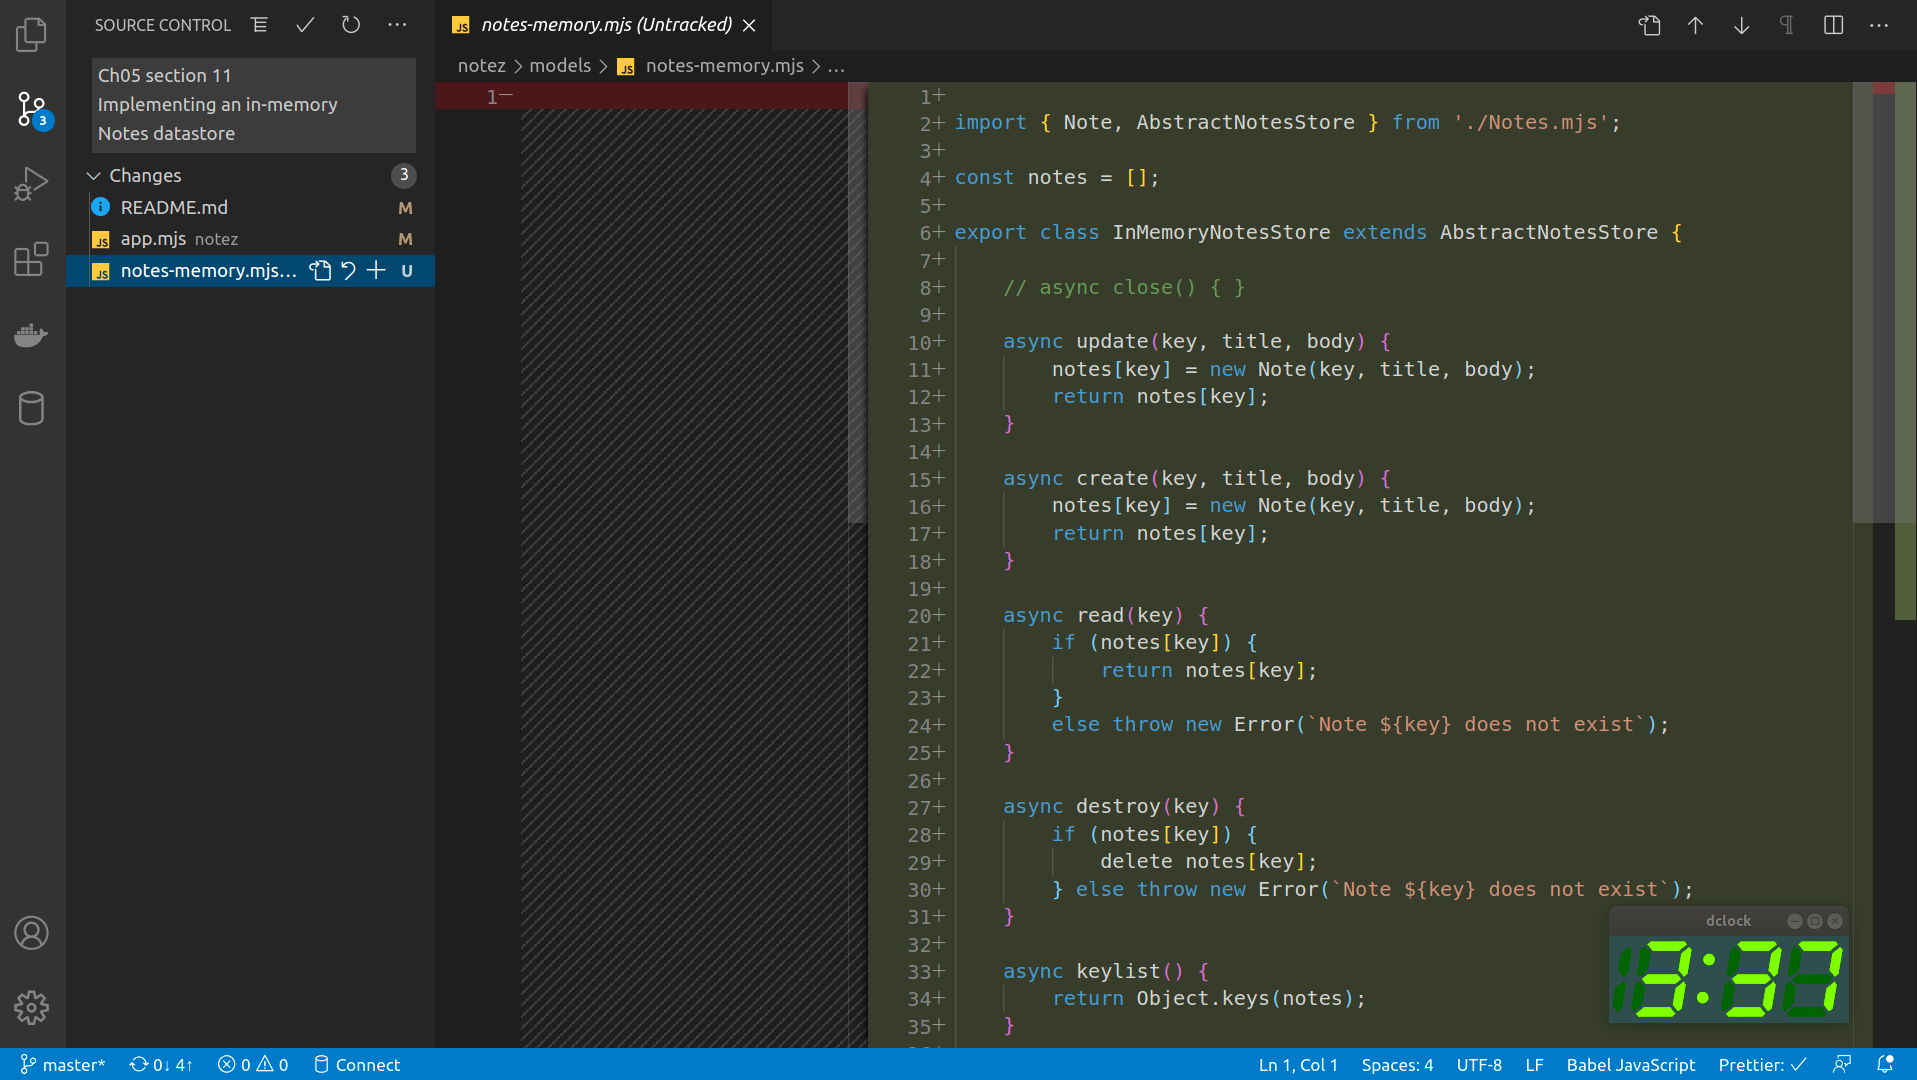 SOURCE CONTROL
Ch05 section 11
Implementing an in-memory
Notes datastore
Changes 3
README.md M
JS app.mjs notez M
JS notes-memory.mjs... U
3
JS notes-memory.mjs (Untracked)
notez > models > JS notes-memory.mjs > ...
1
1
2 import { Note, AbstractNotesStore } from './Notes.mjs';
3
4 const notes = [];
5
6 export class InMemoryNotesStore extends AbstractNotesStore {
7
8 // async close() { }
9
10 async update(key, title, body) {
11 notes[key] = new Note(key, title, body);
12 return notes[key];
13 }
14
15 async create(key, title, body) {
16 notes[key] = new Note(key, title, body);
17 return notes[key];
18 }
19
20 async read(key) {
21 if (notes[key]) {
22 return notes[key];
23 }
24 else throw new Error(`Note ${key} does not exist`);
25 }
26
27 async destroy(key) {
28 if (notes[key]) {
29 delete notes[key];
30 } else throw new Error(`Note ${key} does not exist`);
31 }
32
33 async keylist() {
34 return Object.keys(notes);
35 }
dclock
3:37
master* 0↓ 4↑ 0 0 Connect Ln 1, Col 1 Spaces: 4 UTF-8 LF Babel JavaScript Prettier: ✓